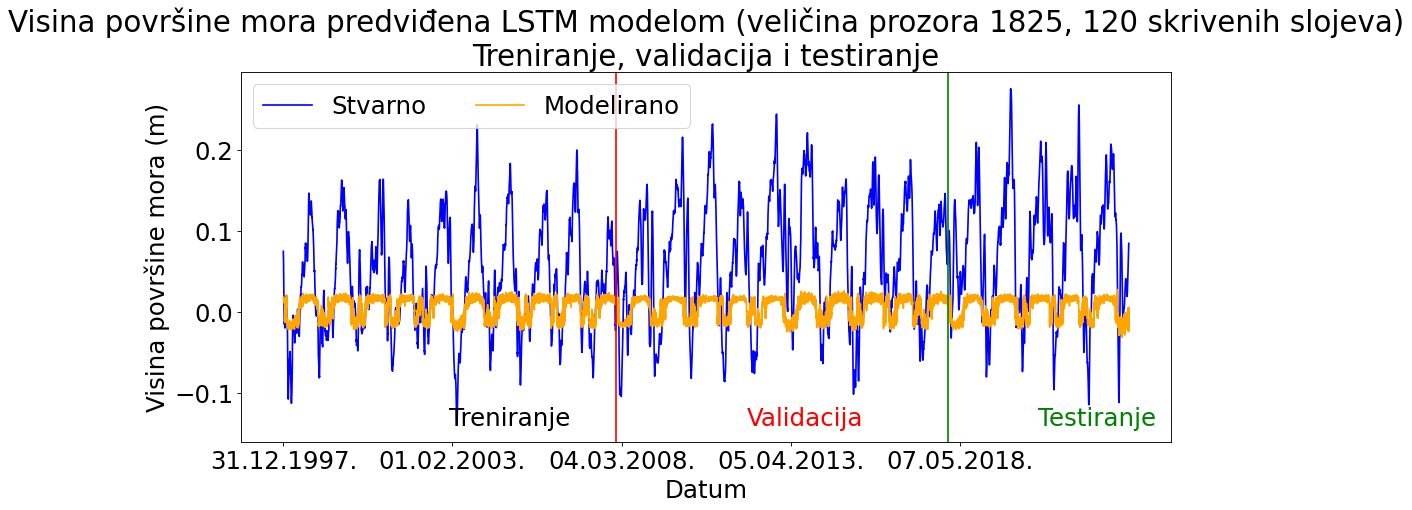 Visina površine mora predviđena LSTM modelom (veličina prozora 1825, 120 skrivenih slojeva)
Treniranje, validacija i testiranje
Stvarno
Modelirano
Visina površine mora (m)
0.2
0.1
0.0
−0.1
Treniranje
Validacija
Testiranje
31.12.1997.
01.02.2003.
04.03.2008.
05.04.2013.
07.05.2018.
Datum